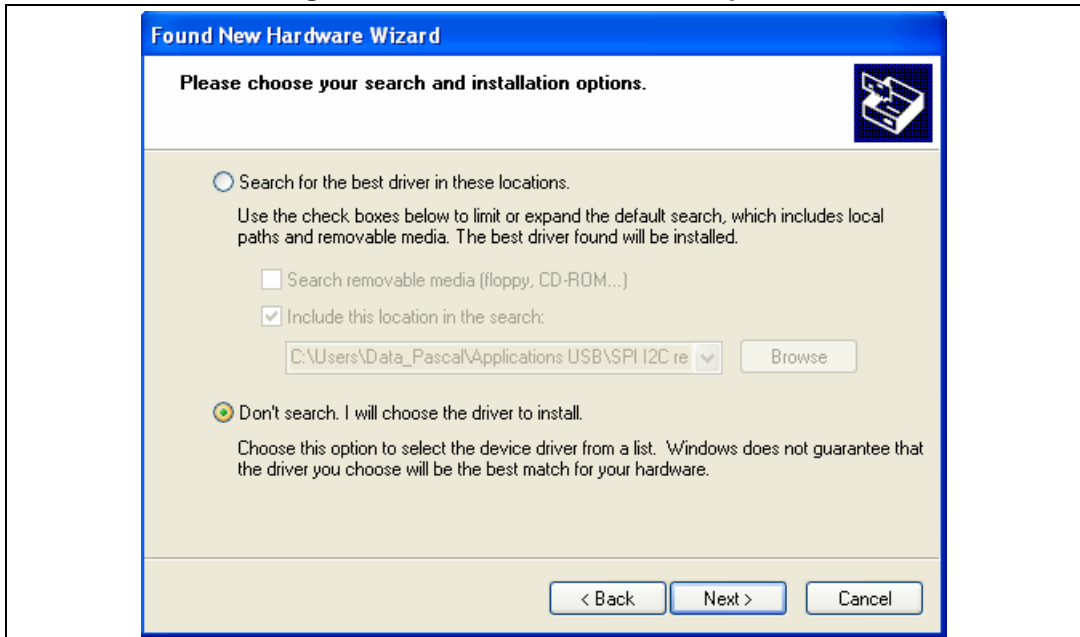 Found New Hardware Wizard
Please choose your search and installation options.
Search for the best driver in these locations.
Use the check boxes below to limit or expand the default search, which includes local
paths and removable media. The best driver found will be installed.
Search removable media (floppy, CD-ROM...)
Include this location in the search:
C:\Users\Data_Pascal\Applications USB\SPI I2C re
Browse
Don't search. I will choose the driver to install.
Choose this option to select the device driver from a list. Windows does not guarantee that
the driver you choose will be the best match for your hardware.
< Back
Next >
Cancel